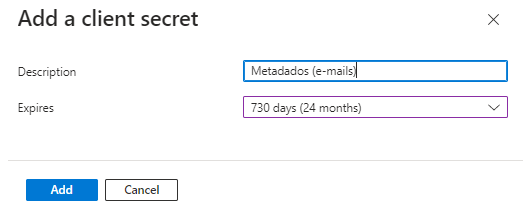 Add a client secret
Description
Metadados (e-mails)
Expires
730 days (24 months)
Add
Cancel